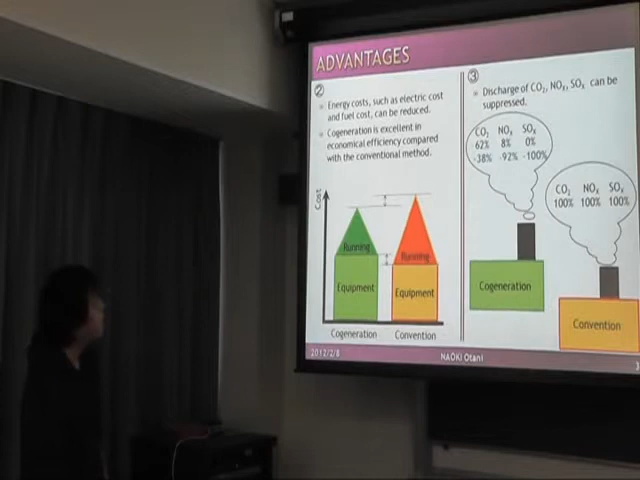 ADVANTAGES
②
Energy costs, such as electric cost
and fuel cost, can be reduced.
Cogeneration is excellent in
economical efficiency compared
with the conventional method.
Cost
Running
Running
Equipment
Equipment
Cogeneration
Convention
③
Discharge of CO₂, NOₓ, SOₓ can be
suppressed.
CO₂ NOₓ SOₓ
62% 8% 0%
-38% -92% -100%
CO₂ NOₓ SOₓ
100% 100% 100%
Cogeneration
Convention
2012/2/8
NAOKI Otani
3